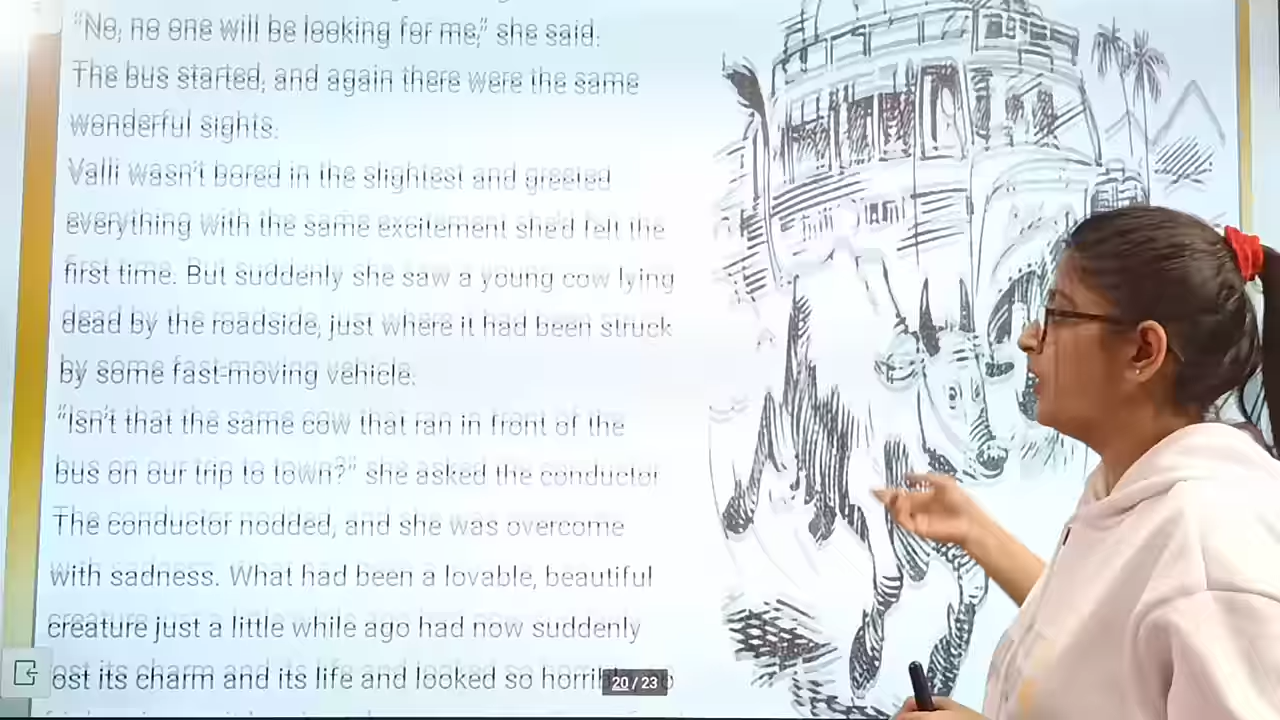 "No, no one will be looking for me," she said.
The bus started, and again there were the same
wonderful sights.
Valli wasn't bored in the slightest and greeted
everything with the same excitement she'd felt the
first time. But suddenly she saw a young cow lying
dead by the roadside, just where it had been struck
by some fast-moving vehicle.
"Isn't that the same cow that ran in front of the
bus on our trip to town?" she asked the conductor
The conductor nodded, and she was overcome
with sadness. What had been a lovable, beautiful
creature just a little while ago had now suddenly
ost its charm and its life and looked so
20 / 23